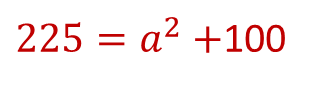 225 = a² +100